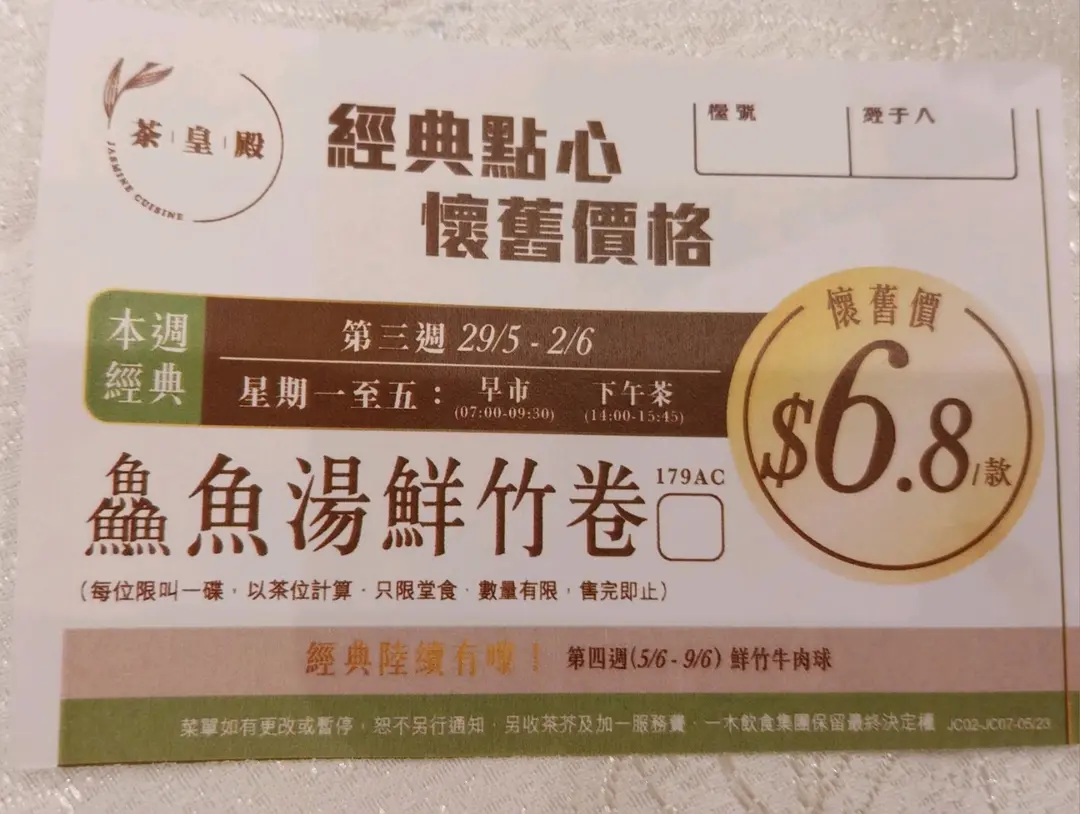 茶皇殿
JASMINE CUISINE
經典點心
懷舊價格
檯號
經手人
本週
經典
第三週 29/5 - 2/6
星期一至五：
早市
(07:00-09:30)
下午茶
(14:00-15:45)
懷舊價
$6.8/款
鱻魚湯鮮竹卷
179AC
(每位限叫一碟，以茶位計算．只限堂食．數量有限，售完即止)
經典陸續有嚟！ 第四週(5/6 - 9/6) 鮮竹牛肉球
菜單如有更改或暫停，恕不另行通知．另收茶芥及加一服務費．一木飲食集團保留最終決定權 JC02-JC07-05/23